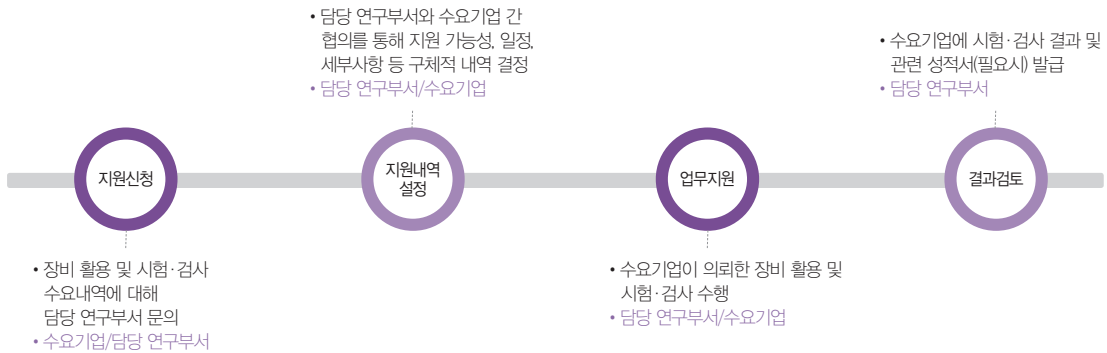 • 담당 연구부서와 수요기업 간
협의를 통해 지원 가능성, 일정,
세부사항 등 구체적 내역 결정
• 담당 연구부서/수요기업
• 수요기업에 시험·검사 결과 및
관련 성적서(필요시) 발급
• 담당 연구부서
지원신청
지원내역
설정
업무지원
결과검토
• 장비 활용 및 시험·검사
수요내역에 대해
담당 연구부서 문의
• 수요기업/담당 연구부서
• 수요기업이 의뢰한 장비 활용 및
시험·검사 수행
• 담당 연구부서/수요기업